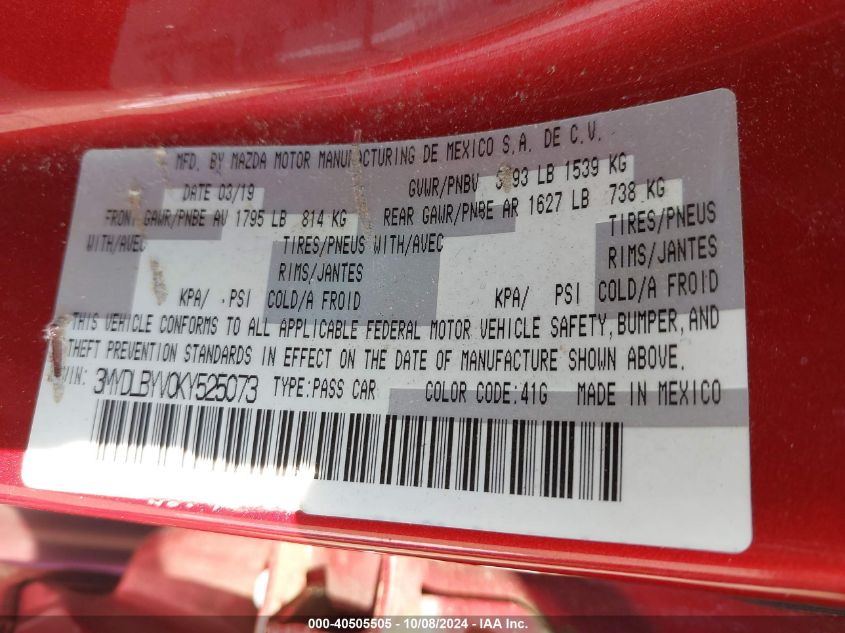 MFD. BY MAZDA MOTOR MANUFACTURING DE MEXICO S.A. DE C.V.
DATE 03/19 GVWR/PNBV 3393 LB 1539 KG
FRONT GAWR/PNBE AV 1795 LB 814 KG REAR GAWR/PNBE AR 1627 LB 738 KG
WITH/AVEC TIRES/PNEUS WITH/AVEC TIRES/PNEUS
RIMS/JANTES RIMS/JANTES
KPA/ PSI COLD/A FROID KPA/ PSI COLD/A FROID
THIS VEHICLE CONFORMS TO ALL APPLICABLE FEDERAL MOTOR VEHICLE SAFETY, BUMPER, AND
THEFT PREVENTION STANDARDS IN EFFECT ON THE DATE OF MANUFACTURE SHOWN ABOVE.
VIN: 3MYDLBYV0KY525073 TYPE:PASS CAR COLOR CODE:41G MADE IN MEXICO
000-40505505 - 10/08/2024 - IAA Inc.